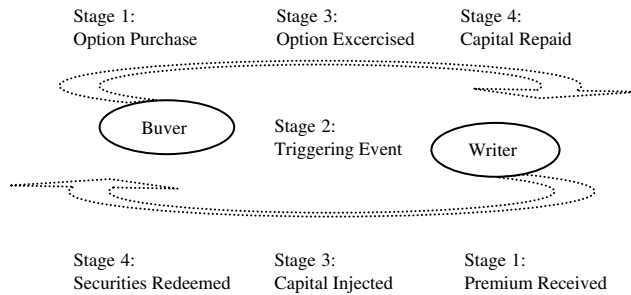 Stage 1:
Option Purchase
Stage 3:
Option Excercised
Stage 4:
Capital Repaid
Buver
Stage 2:
Triggering Event
Writer
Stage 4:
Securities Redeemed
Stage 3:
Capital Injected
Stage 1:
Premium Received